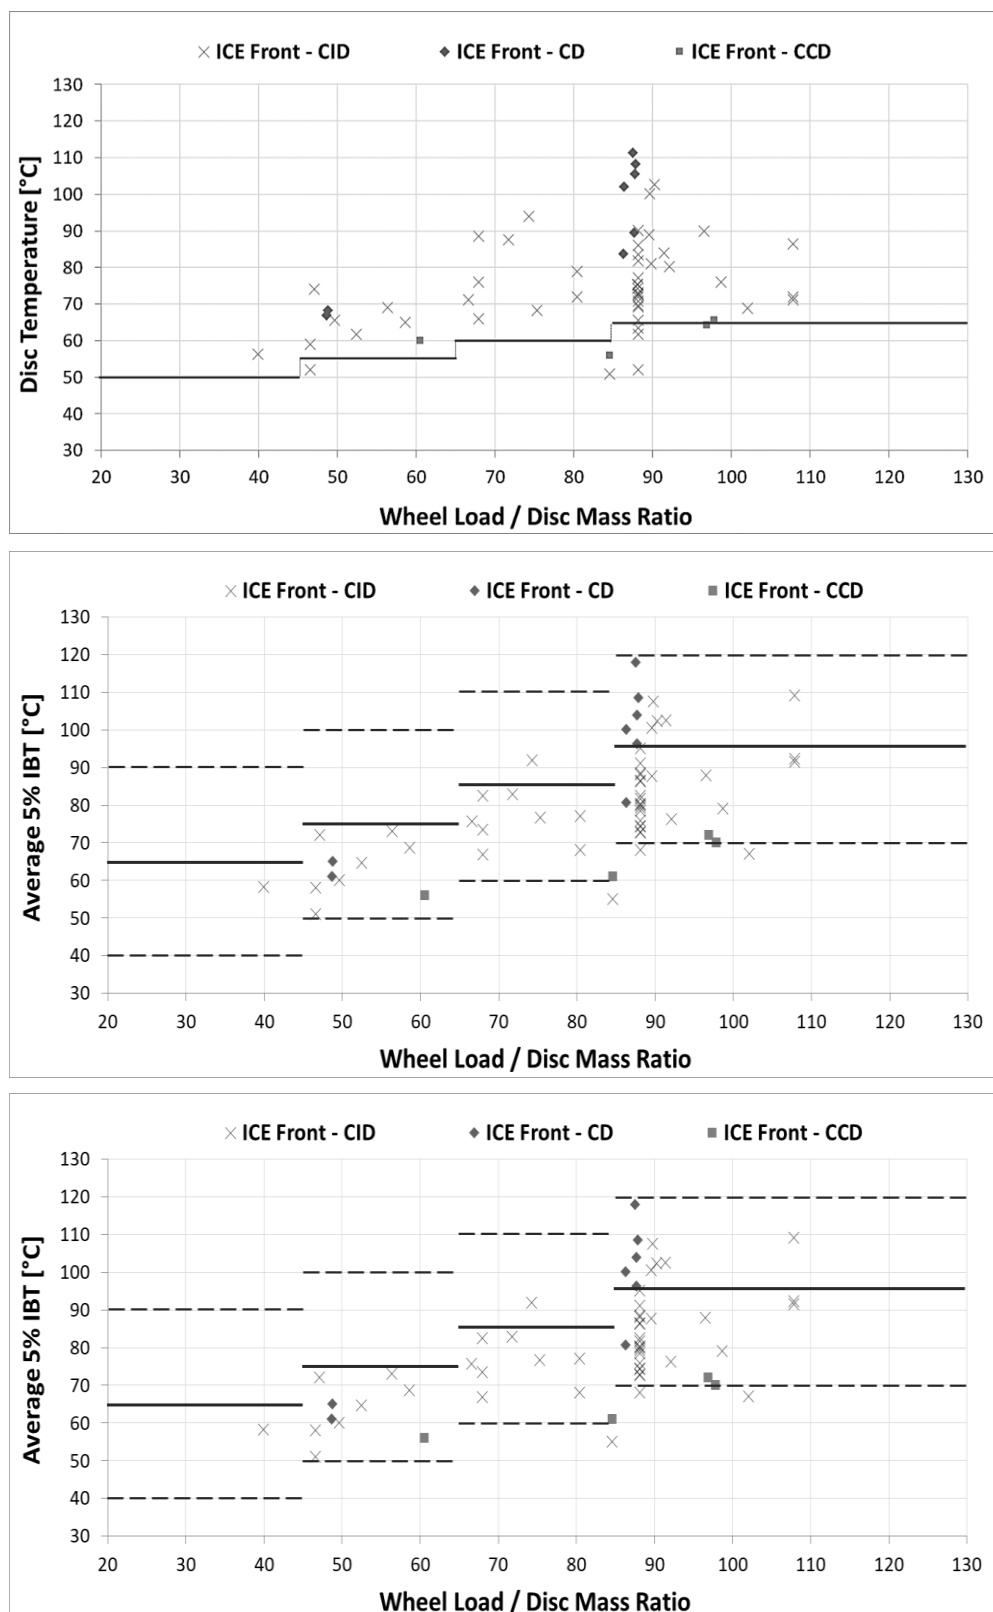 ICE Front - CID ICE Front - CD ICE Front - CCD
130
120
110
100
90
80
70
60
50
40
30
Disc Temperature [°C]
20 30 40 50 60 70 80 90 100 110 120 130
Wheel Load / Disc Mass Ratio
ICE Front - CID ICE Front - CD ICE Front - CCD
130
120
110
100
90
80
70
60
50
40
30
Average 5% IBT [°C]
20 30 40 50 60 70 80 90 100 110 120 130
Wheel Load / Disc Mass Ratio
ICE Front - CID ICE Front - CD ICE Front - CCD
130
120
110
100
90
80
70
60
50
40
30
Average 5% IBT [°C]
20 30 40 50 60 70 80 90 100 110 120 130
Wheel Load / Disc Mass Ratio